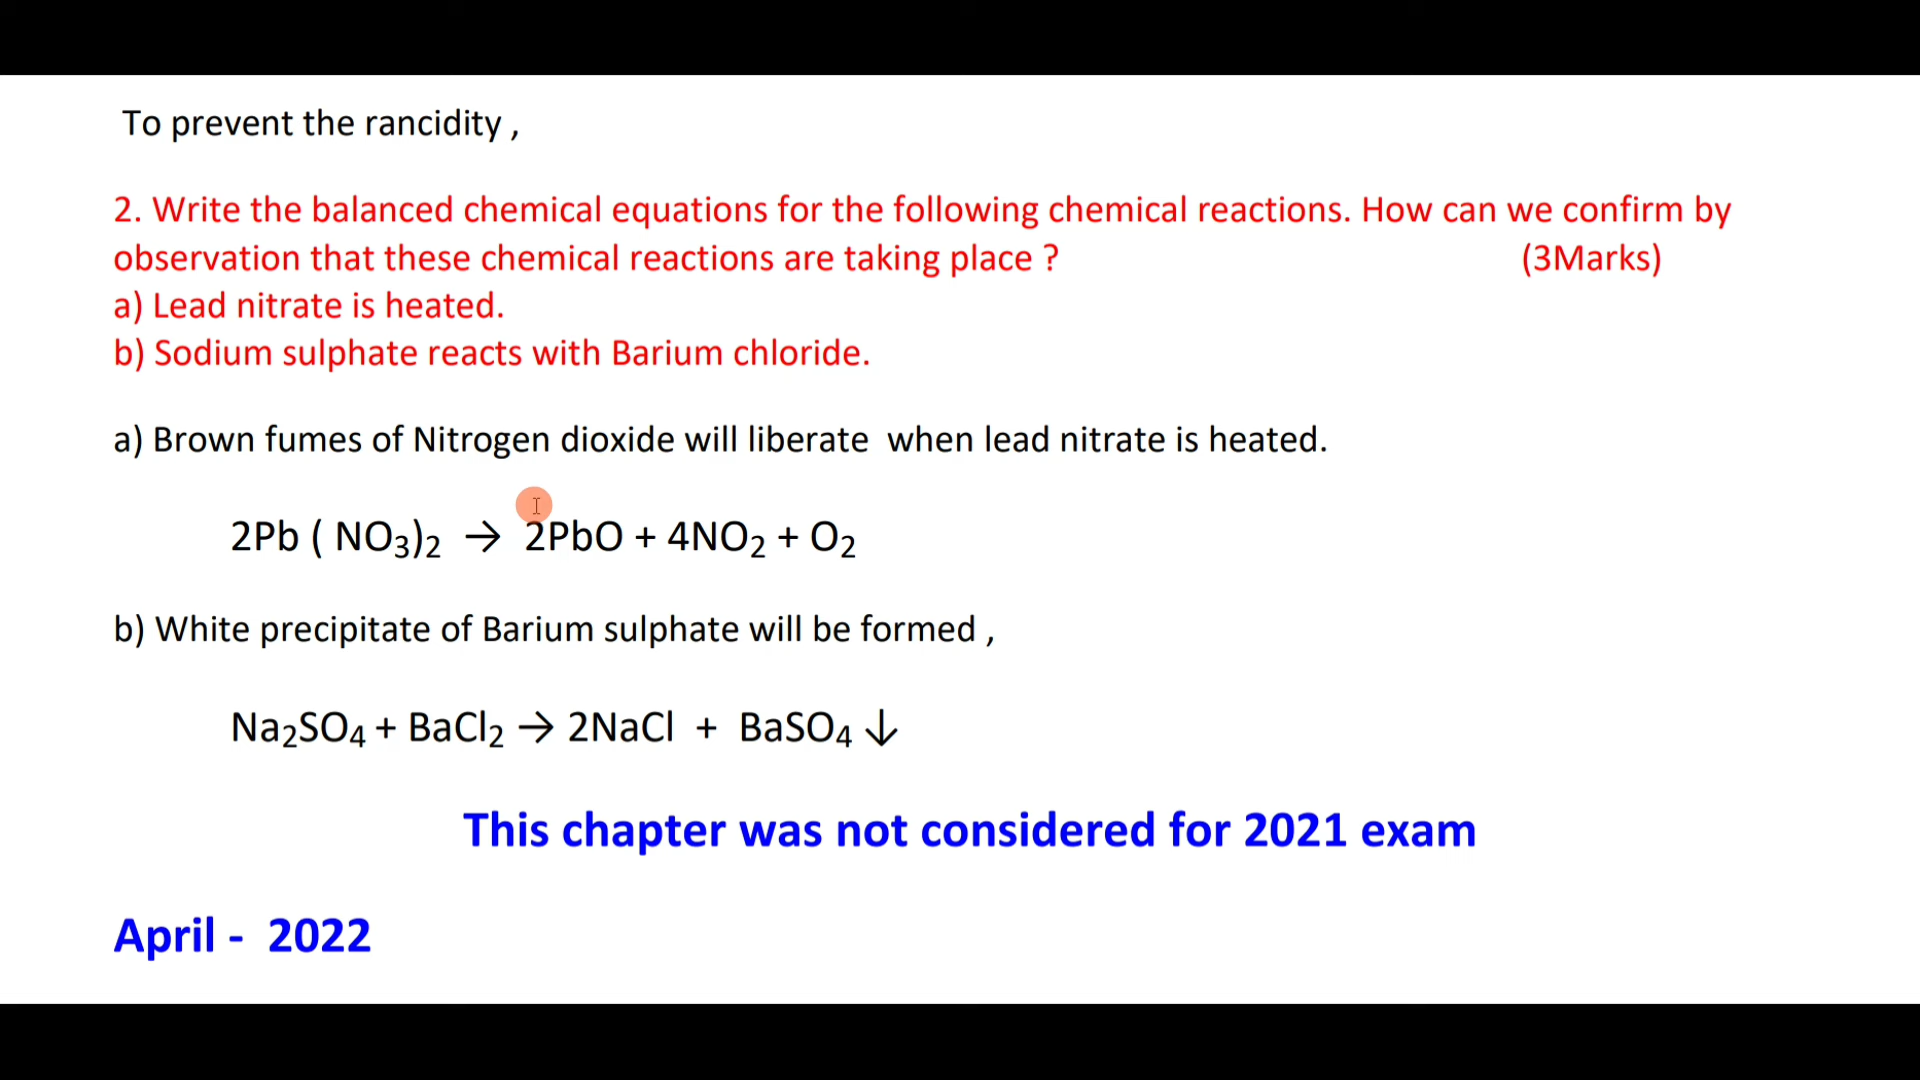 To prevent the rancidity ,
2. Write the balanced chemical equations for the following chemical reactions. How can we confirm by
observation that these chemical reactions are taking place ? (3Marks)
a) Lead nitrate is heated.
b) Sodium sulphate reacts with Barium chloride.
a) Brown fumes of Nitrogen dioxide will liberate when lead nitrate is heated.
2Pb ( NO₃)₂ → 2PbO + 4NO₂ + O₂
b) White precipitate of Barium sulphate will be formed ,
Na₂SO₄ + BaCl₂ → 2NaCl + BaSO₄ ↓
This chapter was not considered for 2021 exam
April - 2022